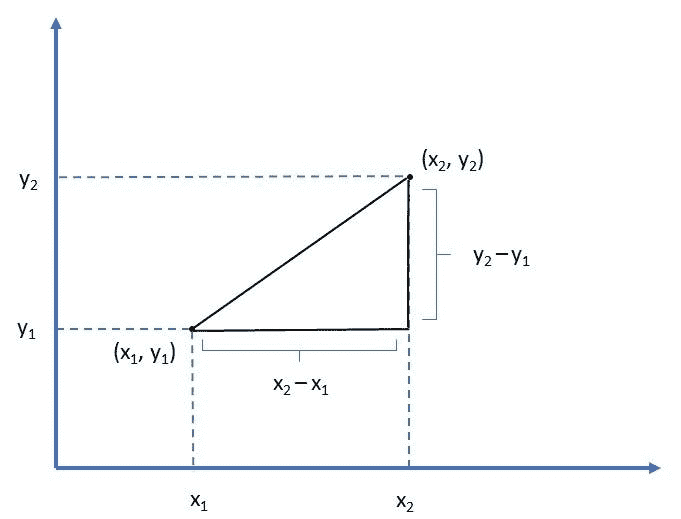 (x₂, y₂)
y₂
y₂ – y₁
y₁
(x₁, y₁)
x₂ – x₁
x₁
x₂